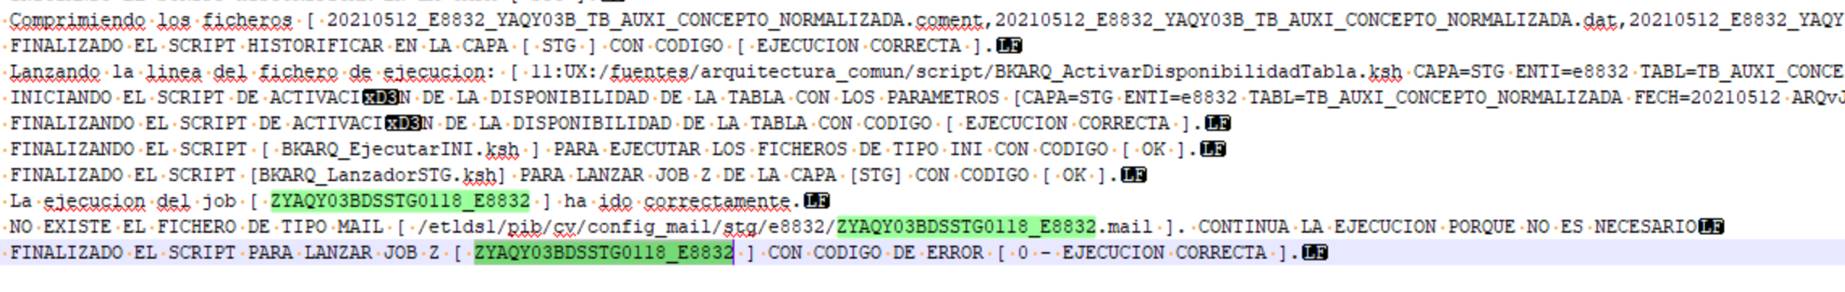 Comprimiendo los ficheros [ 20210512_E8832_YAQY03B_TB_AUXI_CONCEPTO_NORMALIZADA.coment,20210512_E8832_YAQY03B_TB_AUXI_CONCEPTO_NORMALIZADA.dat,20210512_E8832_YAQY
FINALIZADO EL SCRIPT HISTORIFICAR EN LA CAPA [ STG ] CON CODIGO [ EJECUCION CORRECTA ].LF
Lanzando la linea del fichero de ejecucion: [ 11:UX:/fuentes/arquitectura_comun/script/BKARQ_ActivarDisponibilidadTabla.ksh CAPA=STG ENTI=e8832 TABL=TB_AUXI_CONCE
INICIANDO EL SCRIPT DE ACTIVACIxD3N DE LA DISPONIBILIDAD DE LA TABLA CON LOS PARAMETROS [CAPA=STG ENTI=e8832 TABL=TB_AUXI_CONCEPTO_NORMALIZADA FECH=20210512 ARQv
FINALIZANDO EL SCRIPT DE ACTIVACIxD3N DE LA DISPONIBILIDAD DE LA TABLA CON CODIGO [ EJECUCION CORRECTA ].LF
FINALIZANDO EL SCRIPT [ BKARQ_EjecutarINI.ksh ] PARA EJECUTAR LOS FICHEROS DE TIPO INI CON CODIGO [ OK ].LF
FINALIZADO EL SCRIPT [BKARQ_LanzadorSTG.ksh] PARA LANZAR JOB Z DE LA CAPA [STG] CON CODIGO [ OK ].LF
La ejecucion del job [ ZYAQY03BDSSTG0118_E8832 ] ha ido correctamente.LF
NO EXISTE EL FICHERO DE TIPO MAIL [ /etlds1/pib/cv/config_mail/stg/e8832/ZYAQY03BDSSTG0118_E8832.mail ]. CONTINUA LA EJECUCION PORQUE NO ES NECESARIOLF
FINALIZADO EL SCRIPT PARA LANZAR JOB Z [ ZYAQY03BDSSTG0118_E8832 ] CON CODIGO DE ERROR [ 0 - EJECUCION CORRECTA ].LF